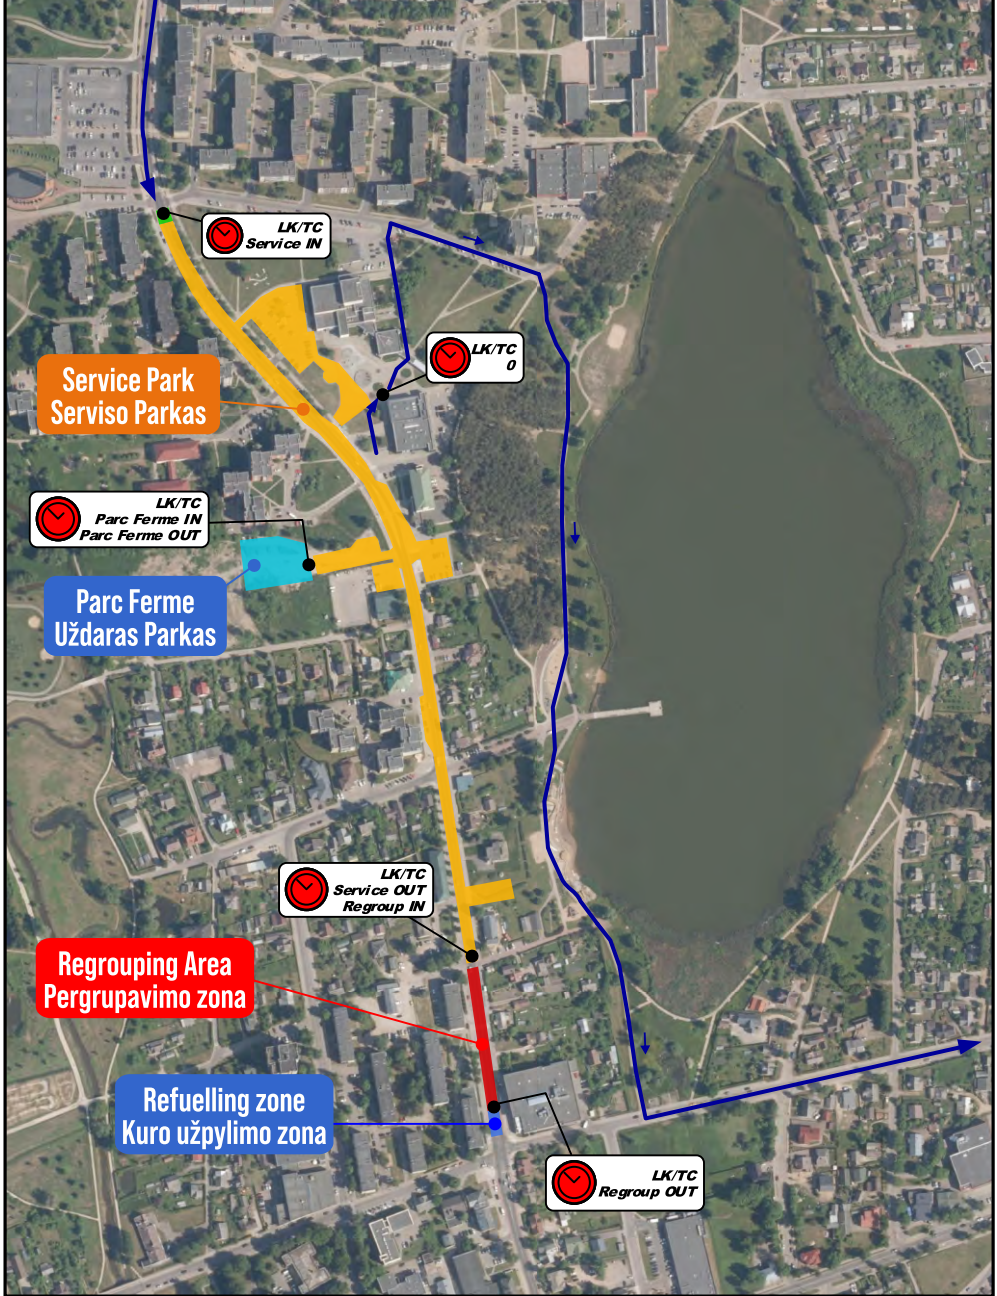 LK/TC
Service IN
LK/TC
0
Service Park
Serviso Parkas
LK/TC
Parc Ferme IN
Parc Ferme OUT
Parc Ferme
Uždaras Parkas
LK/TC
Service OUT
Regroup IN
Regrouping Area
Pergrupavimo zona
Refuelling zone
Kuro užpylimo zona
LK/TC
Regroup OUT